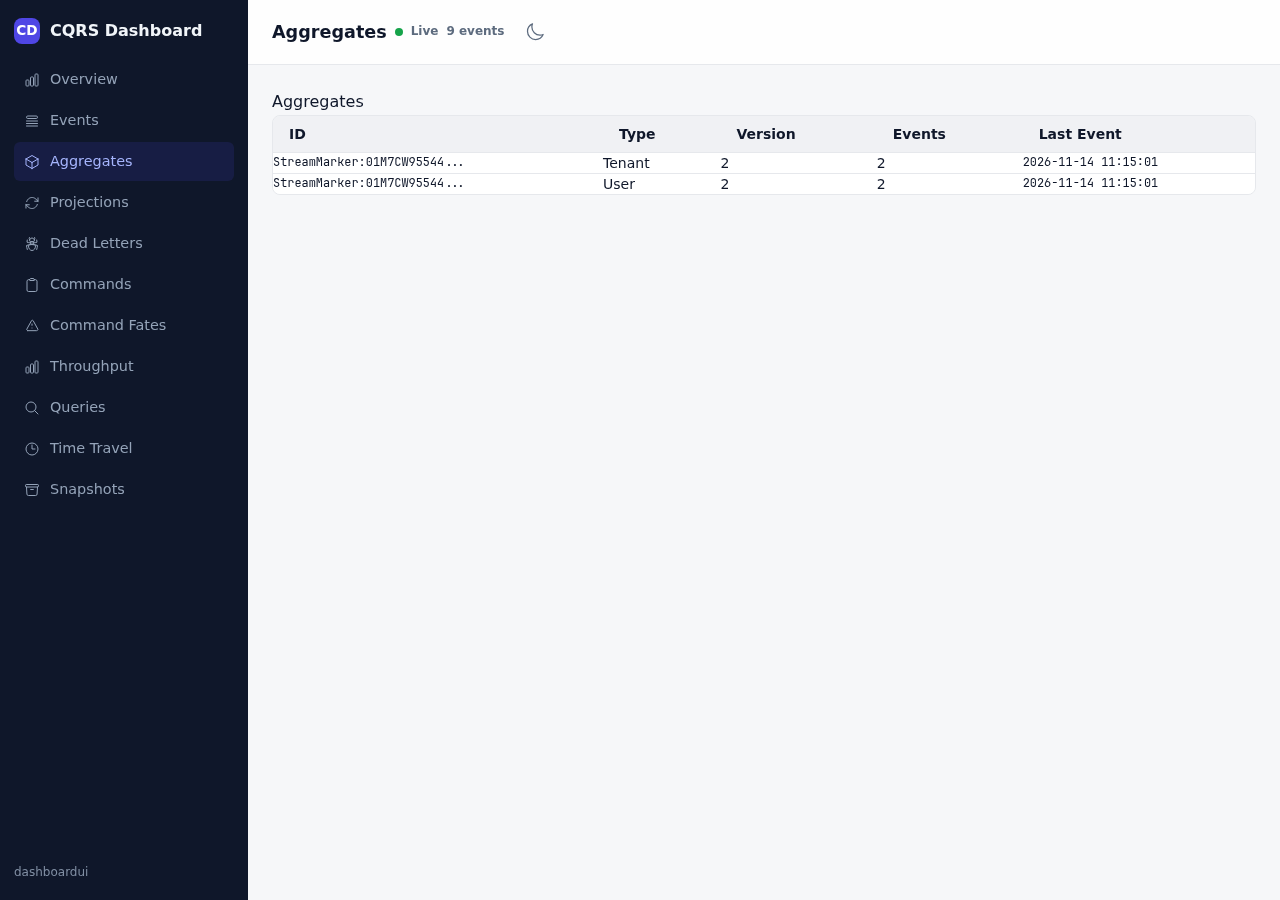 CD CQRS Dashboard
Overview
Events
Aggregates
Projections
Dead Letters
Commands
Command Fates
Throughput
Queries
Time Travel
Snapshots
dashboardui
Aggregates Live 9 events
Aggregates
ID Type Version Events Last Event
StreamMarker:01M7CW95544... Tenant 2 2 2026-11-14 11:15:01
StreamMarker:01M7CW95544... User 2 2 2026-11-14 11:15:01